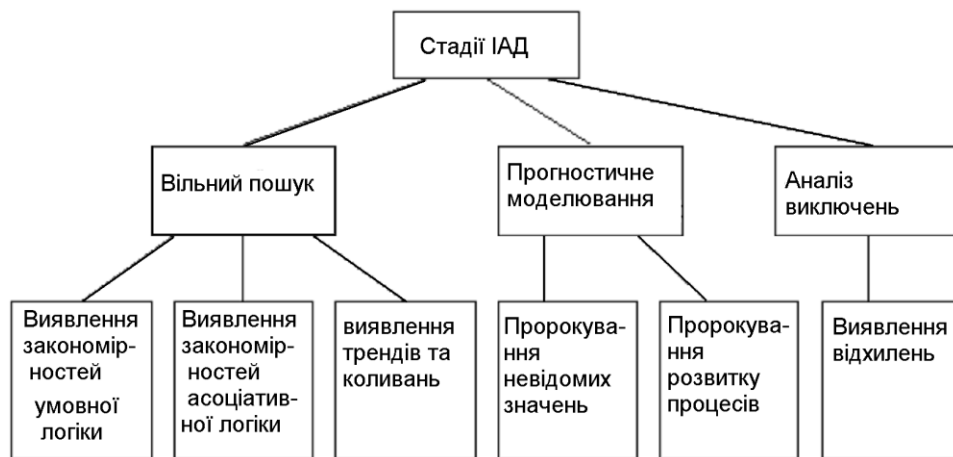 Стадії ІАД
Вільний пошук
Прогностичне
моделювання
Аналіз
виключень
Виявлення
закономір-
ностей
умовної
логіки
Виявлення
закономір-
ностей
асоціатив-
ної логіки
виявлення
трендів та
коливань
Пророкува-
ння
невідомих
значень
Пророкува-
ння
розвитку
процесів
Виявлення
відхилень